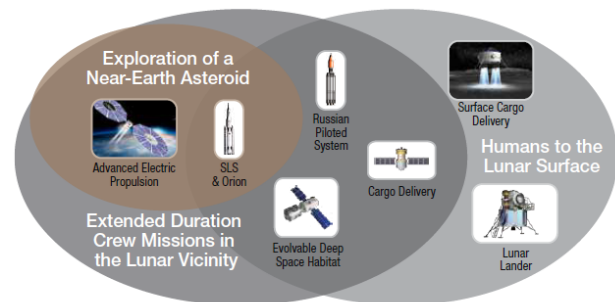 Exploration of a
Near-Earth Asteroid
Advanced Electric
Propulsion
SLS
& Orion
Extended Duration
Crew Missions in
the Lunar Vicinity
Russian
Piloted
System
Cargo Delivery
Evolvable Deep
Space Habitat
Surface Cargo
Delivery
Humans to the
Lunar Surface
Lunar
Lander